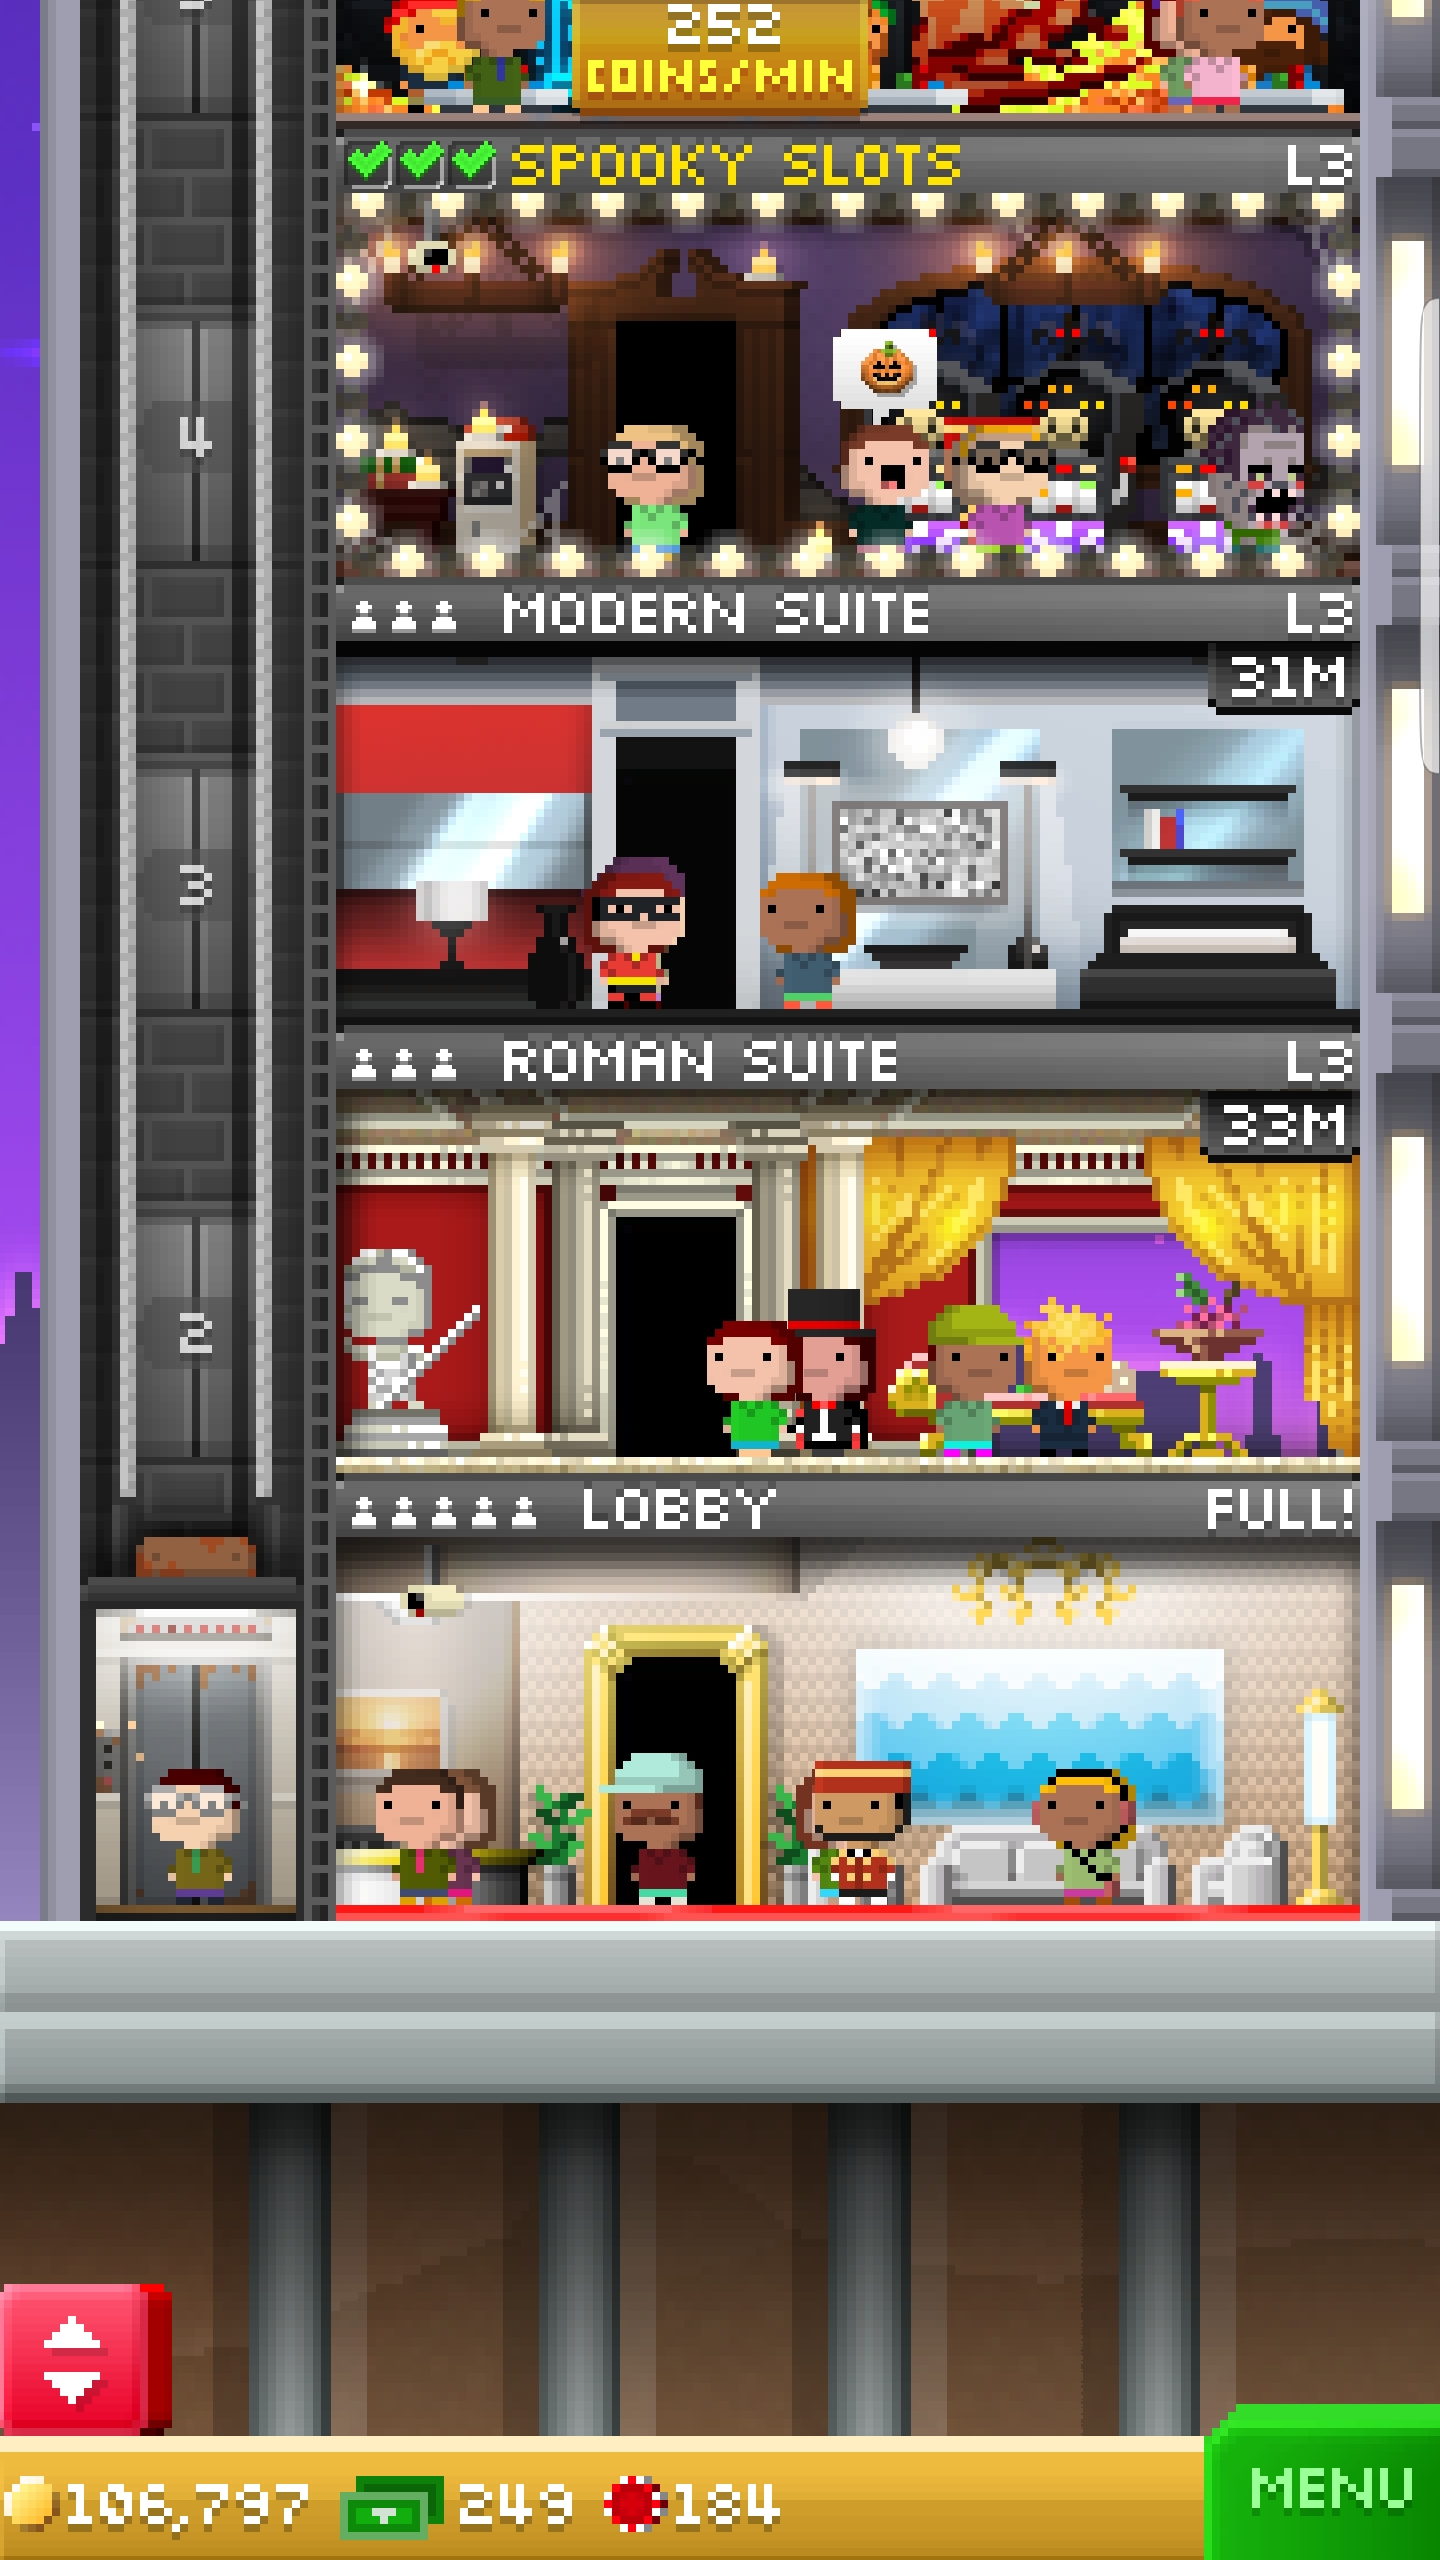 252
COINS/MIN
SPOOKY SLOTS L3
4
MODERN SUITE L3
31M
3
ROMAN SUITE L3
33M
2
LOBBY FULL!
MENU
106,797 249 184